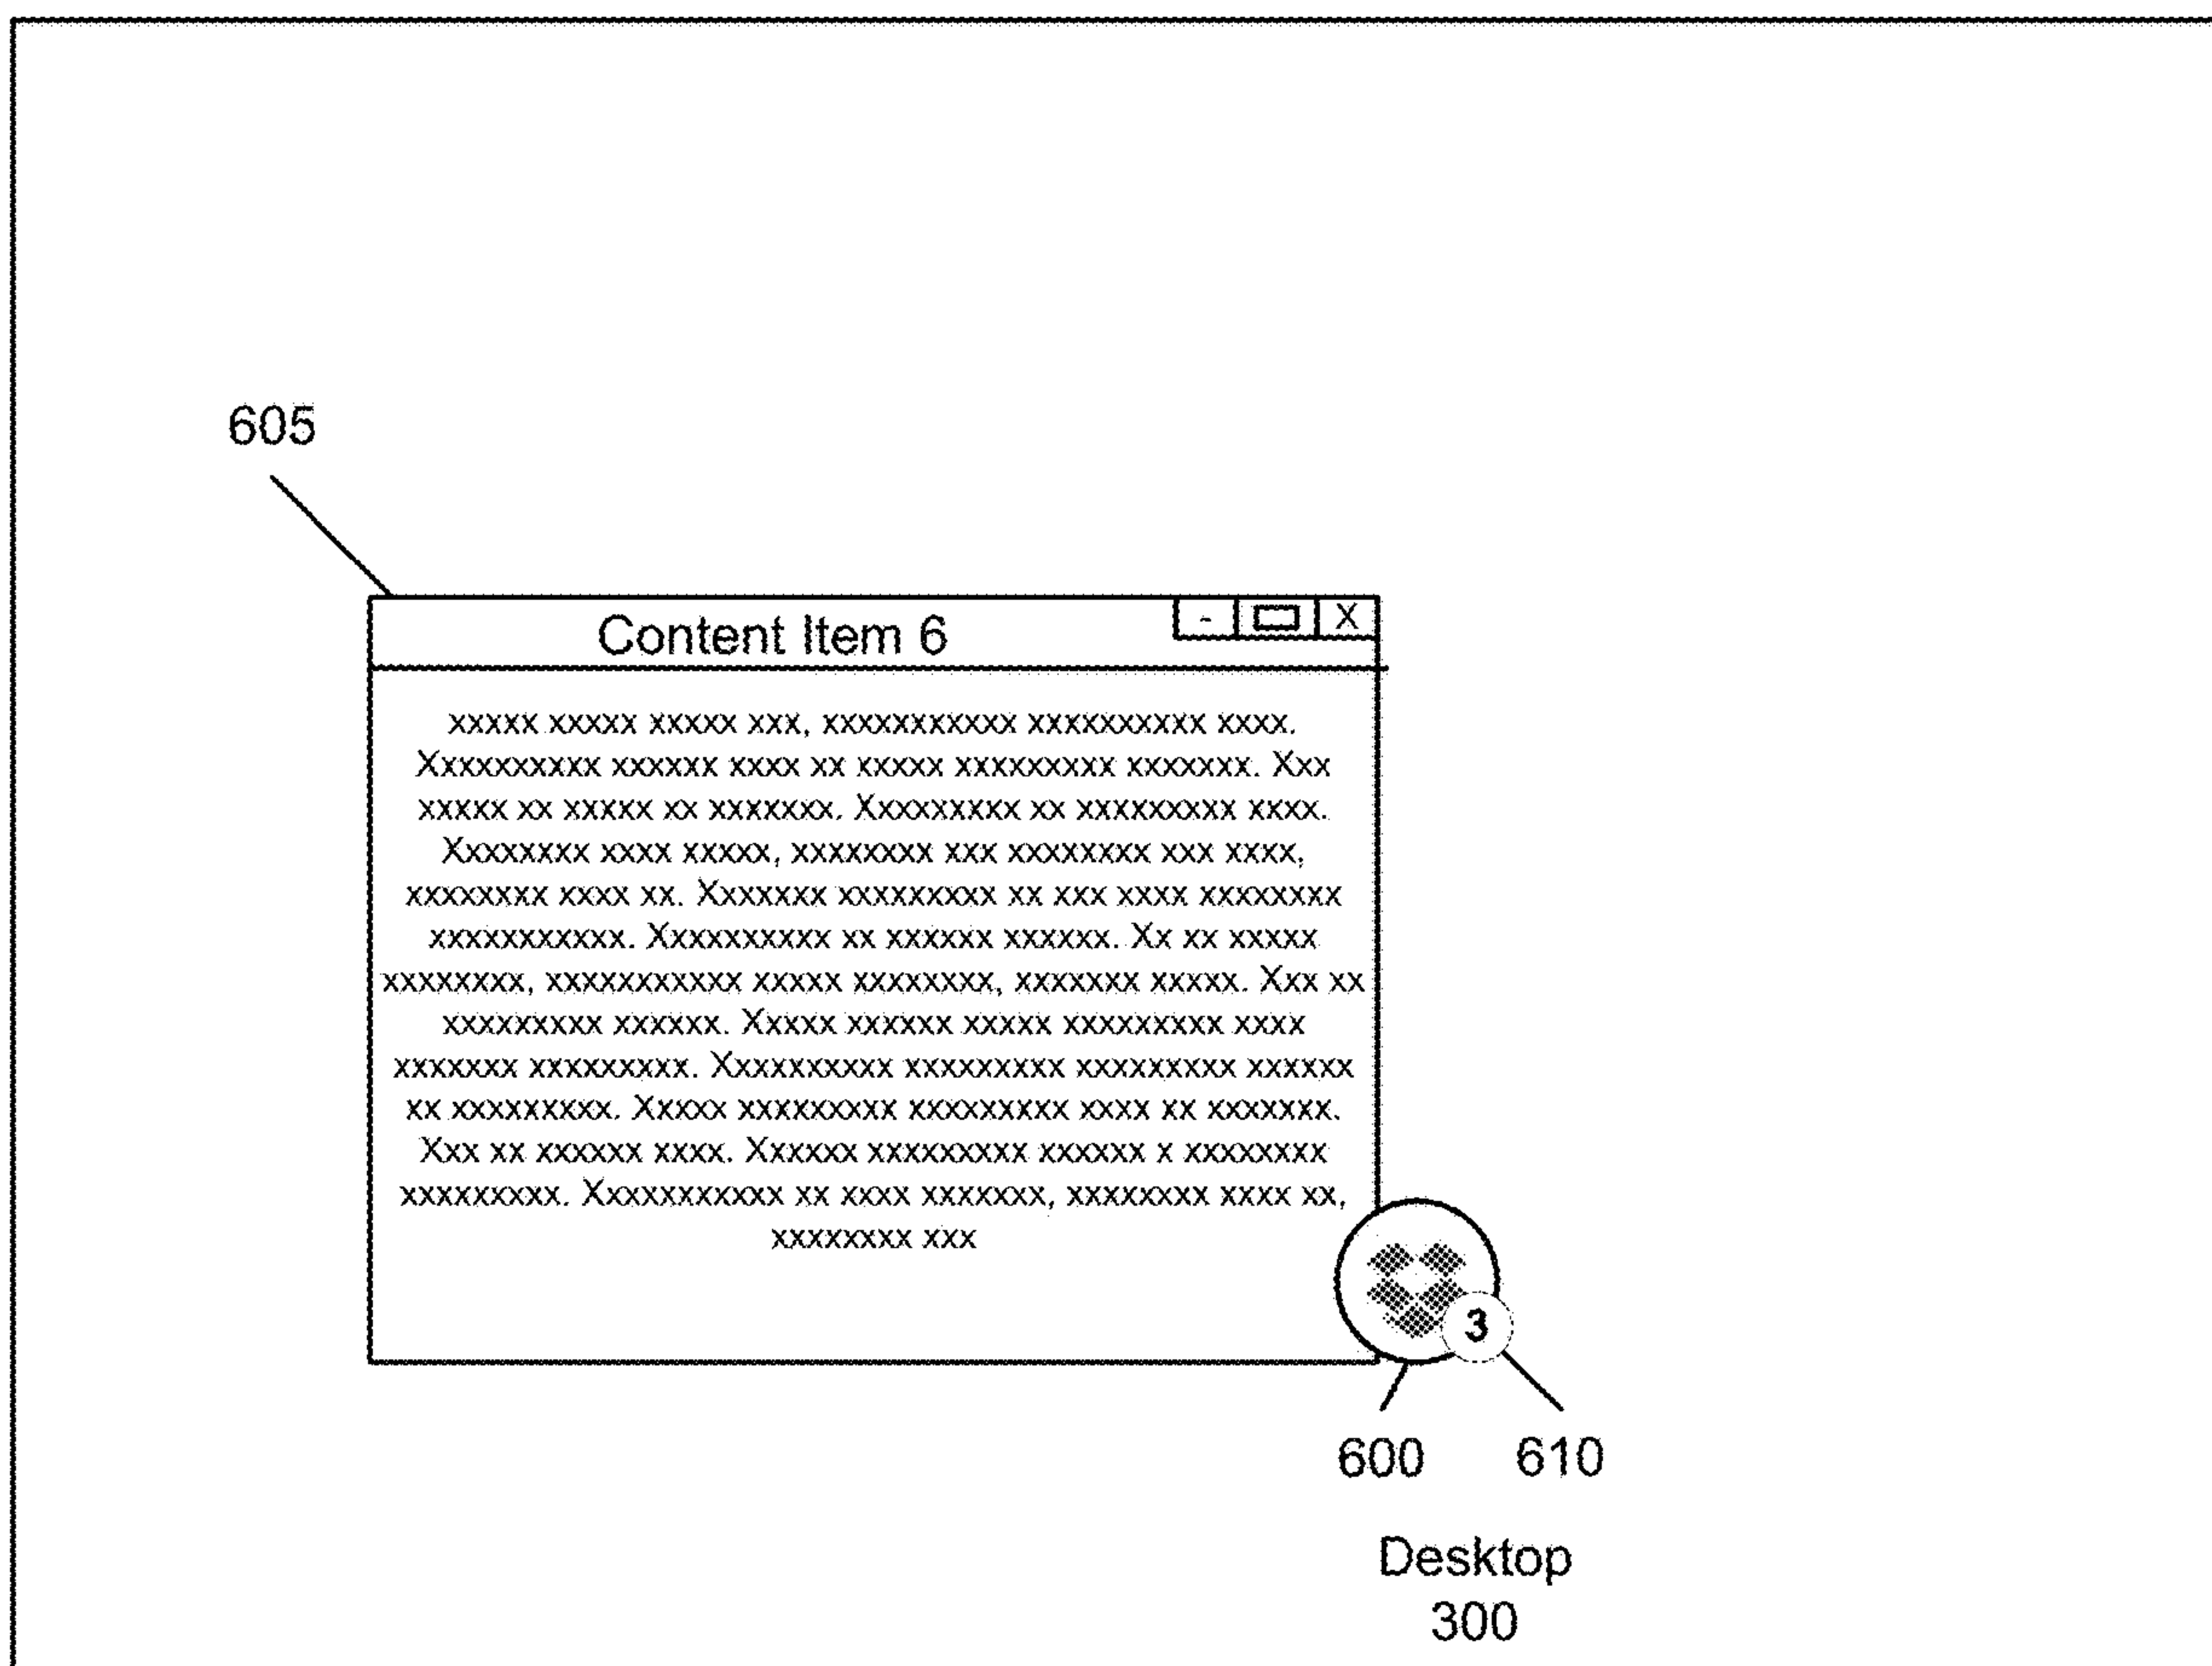 605
Content Item 6
- X
xxxxx xxxxx xxxxx xxx, xxxxxxxxxxx xxxxxxxxxx xxxx.
Xxxxxxxxxx xxxxxx xxxx xx xxxxx xxxxxxxxx xxxxxxx. Xxx
xxxxx xx xxxxx xx xxxxxxx. Xxxxxxxxx xx xxxxxxxxx xxxx.
Xxxxxxxx xxxx xxxxx, xxxxxxxx xxx xxxxxxxx xxx xxxx,
xxxxxxxx xxxx xx. Xxxxxxx xxxxxxxxx xx xxx xxxx xxxxxxxx
xxxxxxxxxxx. Xxxxxxxxxx xx xxxxxx xxxxxx. Xx xx xxxxx
xxxxxxxx, xxxxxxxxxxx xxxxx xxxxxxxx, xxxxxxx xxxxx. Xxx xx
xxxxxxxxx xxxxxx. Xxxxx xxxxxx xxxxx xxxxxxxxx xxxx
xxxxxxx xxxxxxxxx. Xxxxxxxxxx xxxxxxxxx xxxxxxxxx xxxxxx
xx xxxxxxxxx. Xxxxx xxxxxxxxx xxxxxxxxx xxxx xx xxxxxxx.
Xxx xx xxxxxx xxxx. Xxxxxx xxxxxxxxx xxxxxx x xxxxxxxx
xxxxxxxxx. Xxxxxxxxxxx xx xxxx xxxxxxx, xxxxxxxx xxxx xx,
xxxxxxxx xxx
3
600 610
Desktop
300